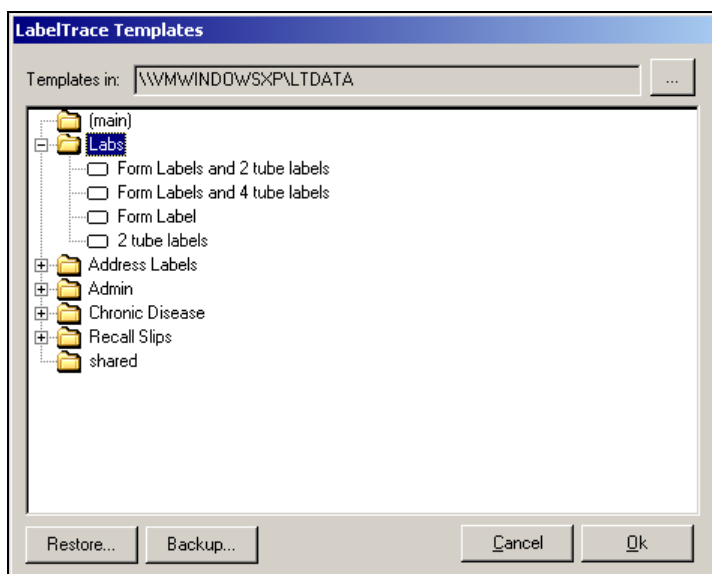 LabelTrace Templates
Templates in: \\VMWINDOWSXP\LTDATA ...
(main)
Labs
Form Labels and 2 tube labels
Form Labels and 4 tube labels
Form Label
2 tube labels
Address Labels
Admin
Chronic Disease
Recall Slips
shared
Restore... Backup... Cancel Ok